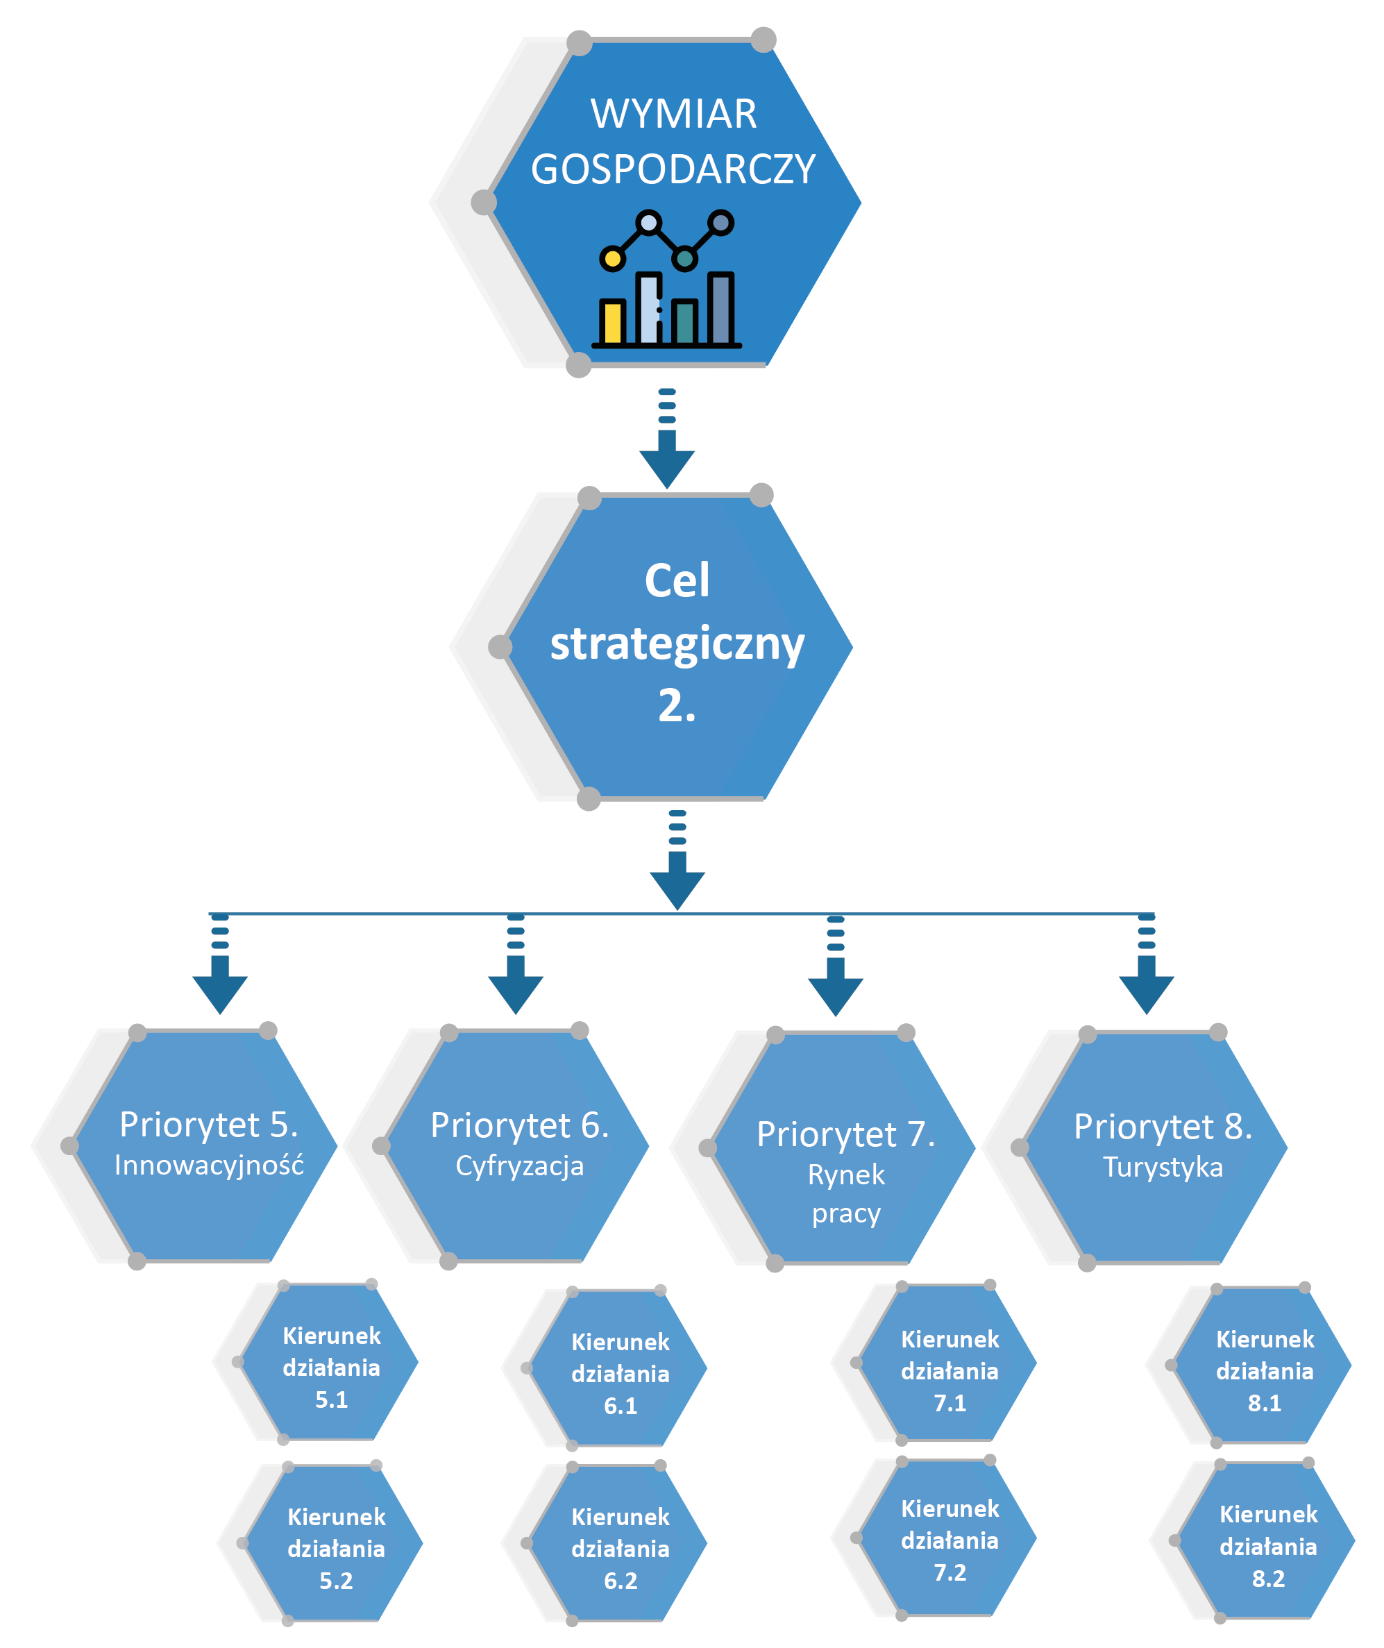 WYMIAR
GOSPODARCZY
Cel
strategiczny
2.
Priorytet 5.
Innowacyjność
Priorytet 6.
Cyfryzacja
Priorytet 7.
Rynek
pracy
Priorytet 8.
Turystyka
Kierunek
działania
5.1
Kierunek
działania
6.1
Kierunek
działania
7.1
Kierunek
działania
8.1
Kierunek
działania
5.2
Kierunek
działania
6.2
Kierunek
działania
7.2
Kierunek
działania
8.2